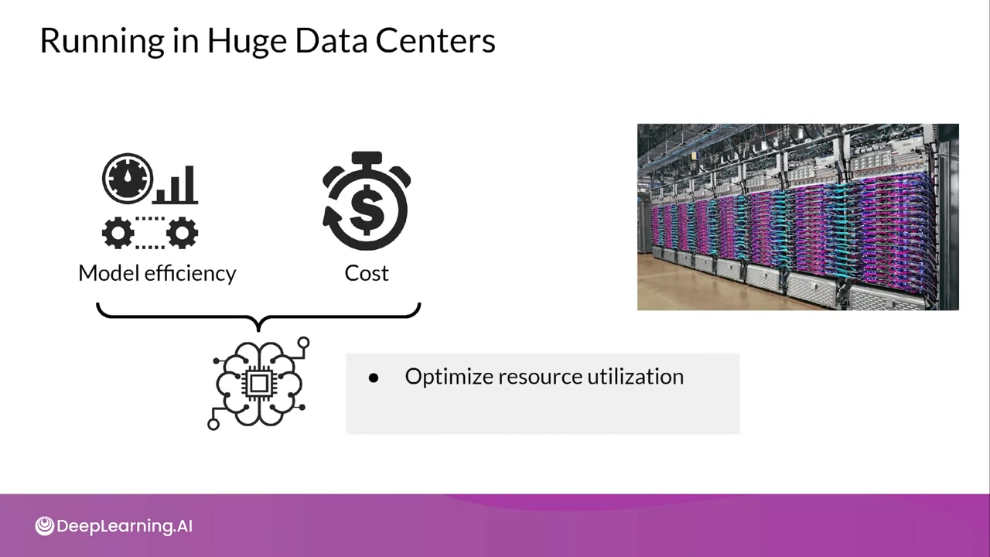 Running in Huge Data Centers
Model efficiency
Cost
Optimize resource utilization
DeepLearning.AI